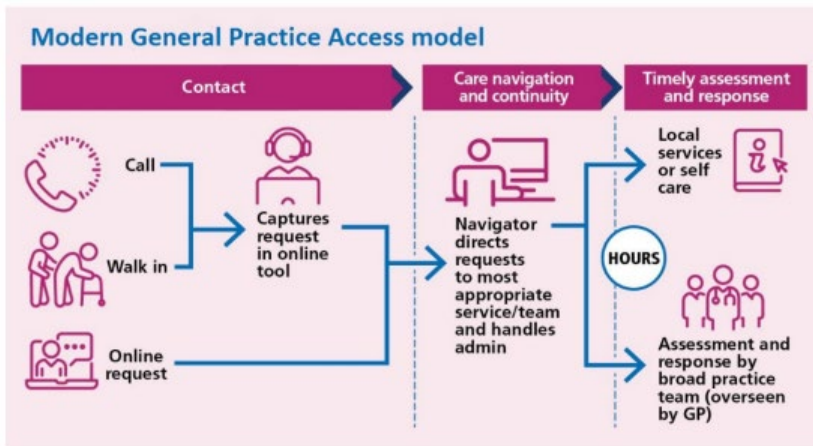 Modern General Practice Access model
Contact
Care navigation
and continuity
Timely assessment
and response
Call
Walk in
Online
request
Captures
request
in online
tool
Navigator
directs
requests
to most
appropriate
service/team
and handles
admin
HOURS
Local
services
or self
care
Assessment and
response by
broad practice
team (overseen
by GP)